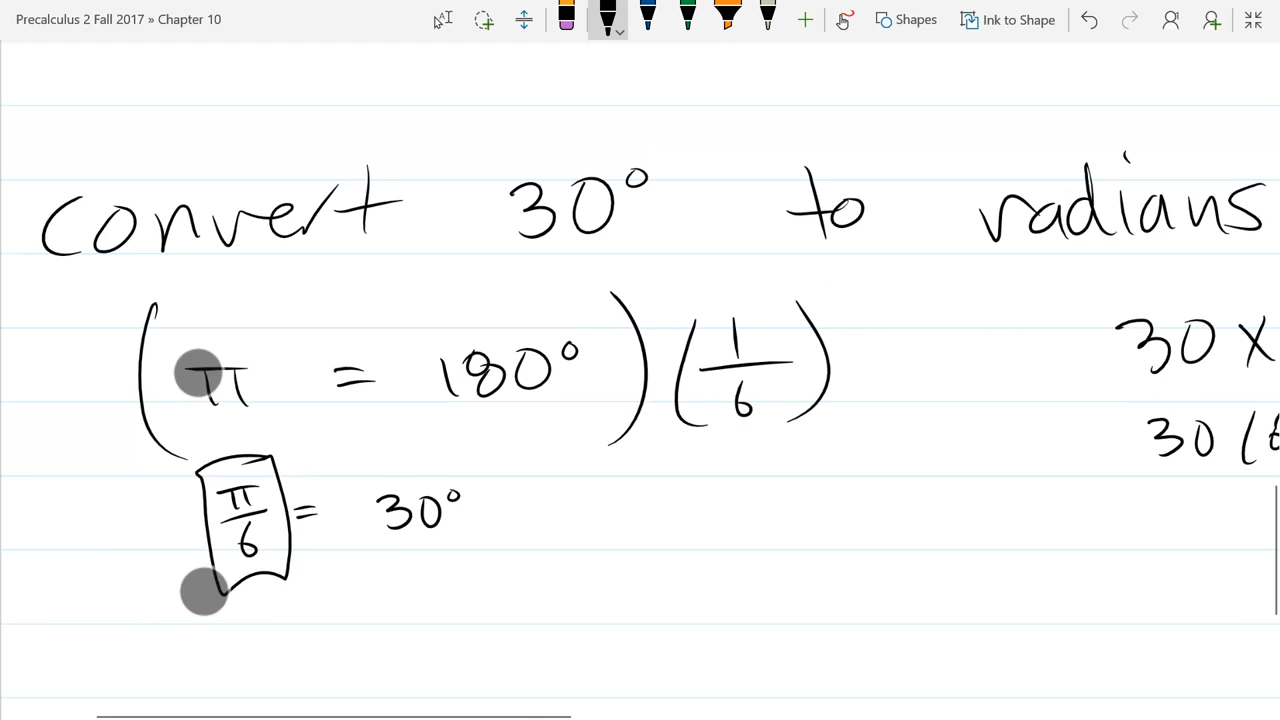 Precalculus 2 Fall 2017 » Chapter 10
Shapes
Ink to Shape
convert 30° to radians
(π = 180°)(1/6)
30 x
30 (
π/6 = 30°